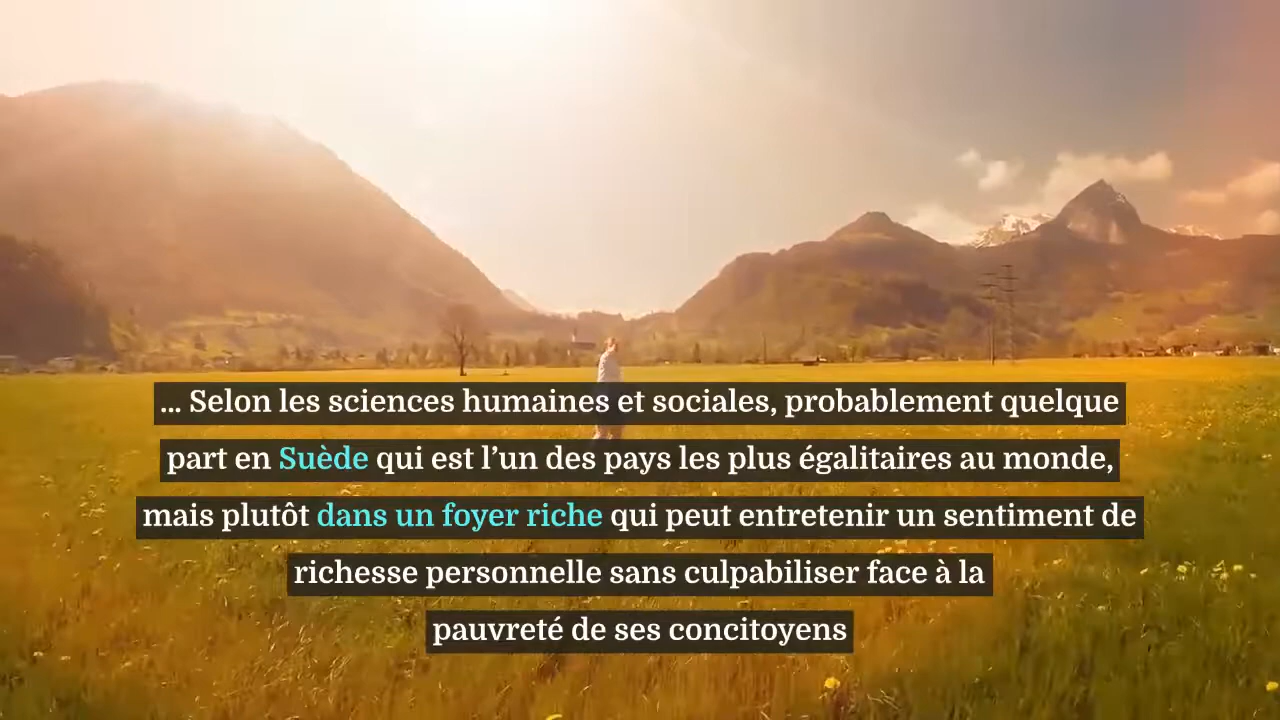 ... Selon les sciences humaines et sociales, probablement quelque
part en Suède qui est l’un des pays les plus égalitaires au monde,
mais plutôt dans un foyer riche qui peut entretenir un sentiment de
richesse personnelle sans culpabiliser face à la
pauvreté de ses concitoyens